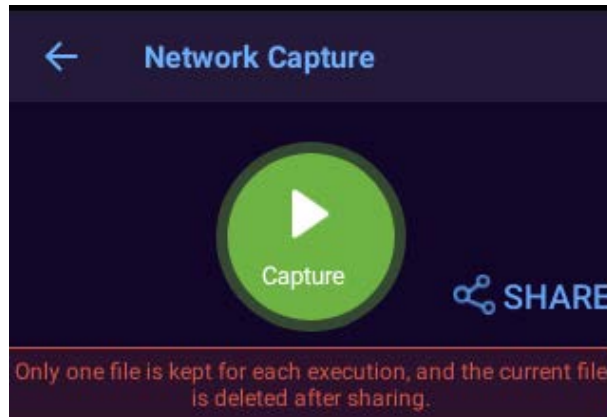 Network Capture
Capture
SHARE
Only one file is kept for each execution, and the current file
is deleted after sharing.